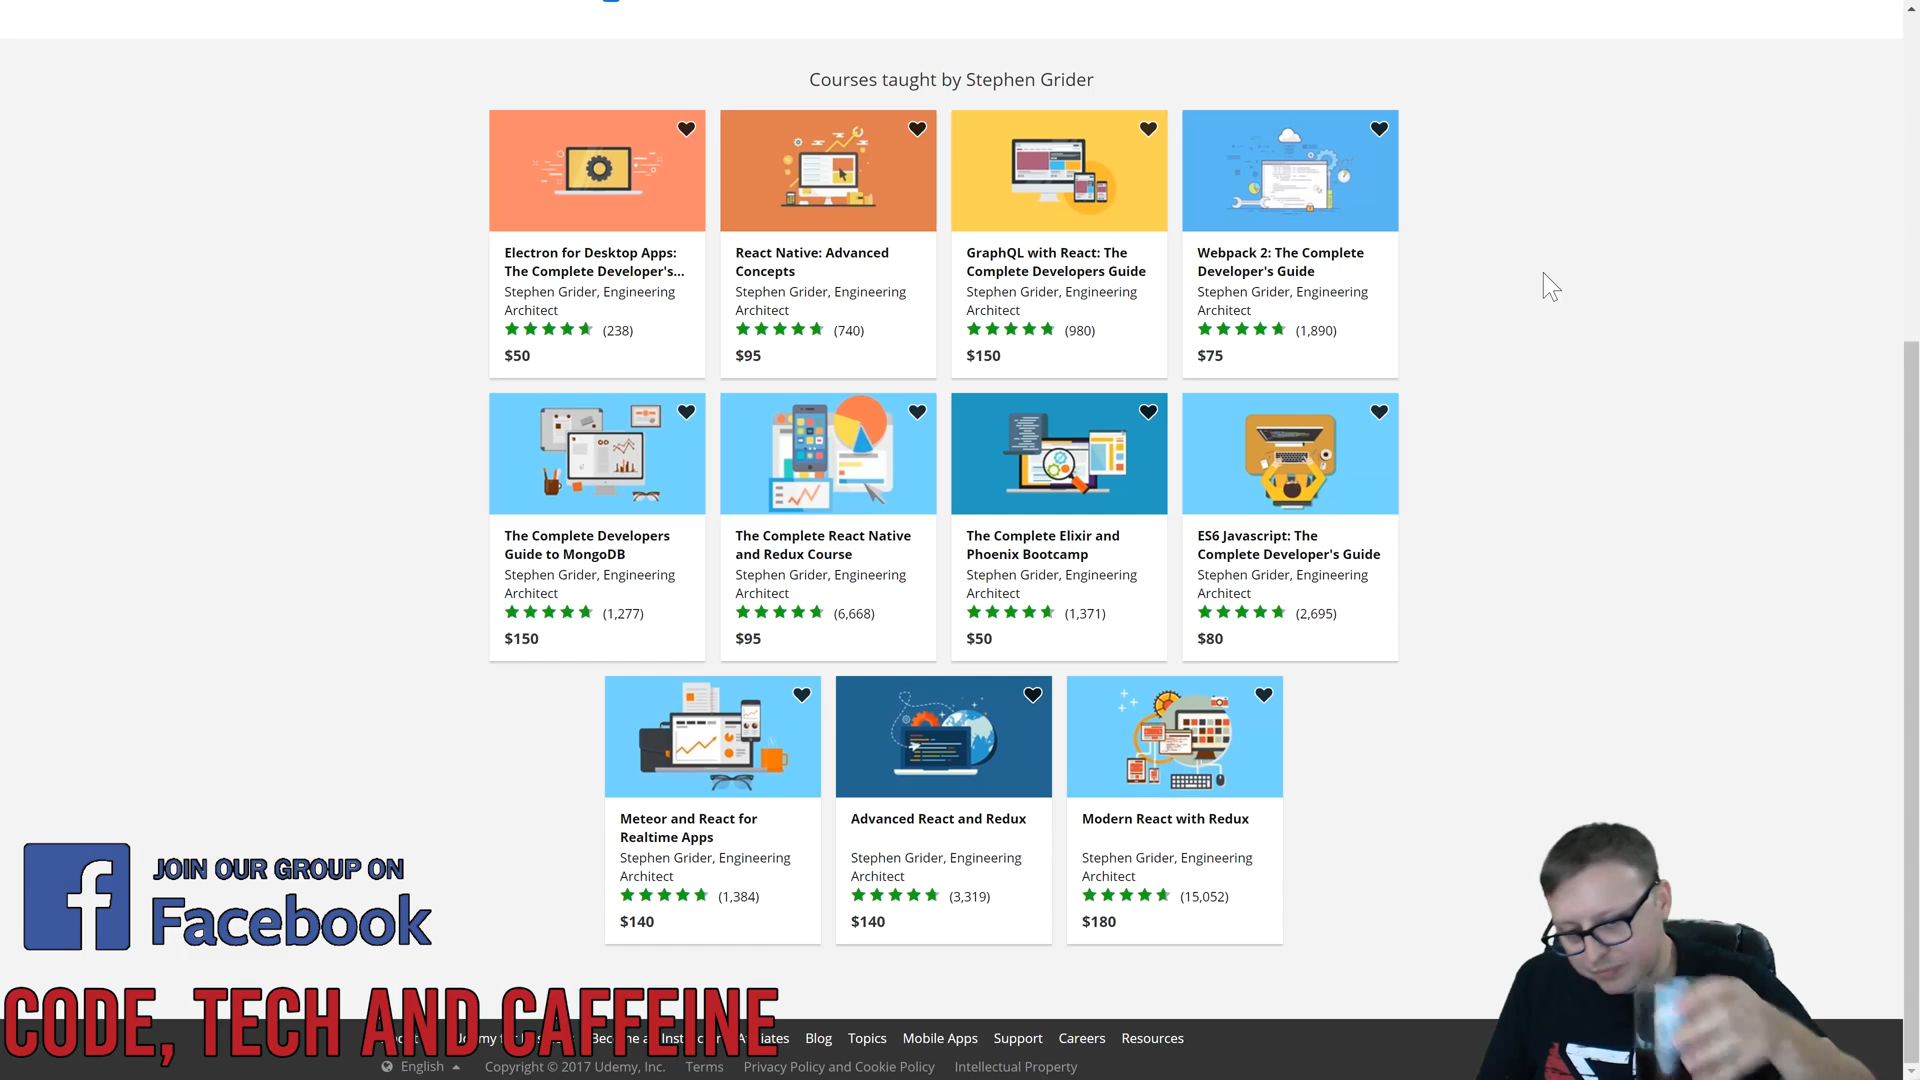 Courses taught by Stephen Grider
Electron for Desktop Apps:
The Complete Developer's...
Stephen Grider, Engineering
Architect
(238)
$50
React Native: Advanced
Concepts
Stephen Grider, Engineering
Architect
(740)
$95
GraphQL with React: The
Complete Developers Guide
Stephen Grider, Engineering
Architect
(980)
$150
Webpack 2: The Complete
Developer's Guide
Stephen Grider, Engineering
Architect
(1,890)
$75
The Complete Developers
Guide to MongoDB
Stephen Grider, Engineering
Architect
(1,277)
$150
The Complete React Native
and Redux Course
Stephen Grider, Engineering
Architect
(6,668)
$95
The Complete Elixir and
Phoenix Bootcamp
Stephen Grider, Engineering
Architect
(1,371)
$50
ES6 Javascript: The
Complete Developer's Guide
Stephen Grider, Engineering
Architect
(2,695)
$80
Meteor and React for
Realtime Apps
Stephen Grider, Engineering
Architect
(1,384)
$140
Advanced React and Redux
Stephen Grider, Engineering
Architect
(3,319)
$140
Modern React with Redux
Stephen Grider, Engineering
Architect
(15,052)
$180
JOIN OUR GROUP ON
Facebook
CODE, TECH AND CAFFEINE
Blog Topics Mobile Apps Support Careers Resources
English Copyright © 2017 Udemy, Inc. Terms Privacy Policy and Cookie Policy Intellectual Property